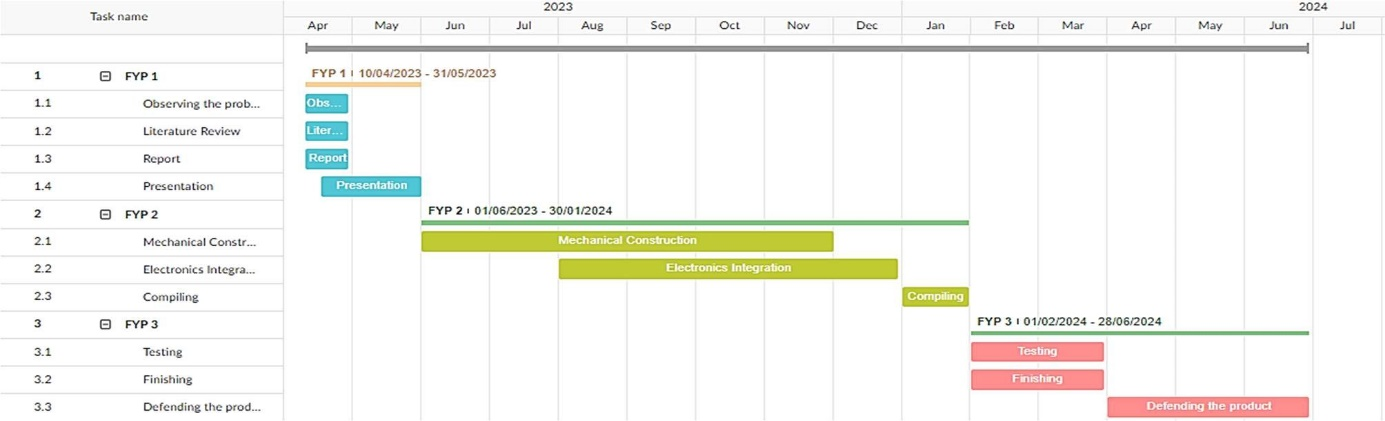 Task name 2023 2024
Apr May Jun Jul Aug Sep Oct Nov Dec Jan Feb Mar Apr May Jun Jul
1 FYP 1 FYP 1 10/04/2023 - 31/05/2023
1.1 Observing the prob... Obs...
1.2 Literature Review Liter...
1.3 Report Report
1.4 Presentation Presentation
2 FYP 2 FYP 2 01/06/2023 - 30/01/2024
2.1 Mechanical Constr... Mechanical Construction
2.2 Electronics Integra... Electronics Integration
2.3 Compiling Compiling
3 FYP 3 FYP 3 01/02/2024 - 28/06/2024
3.1 Testing Testing
3.2 Finishing Finishing
3.3 Defending the prod... Defending the product